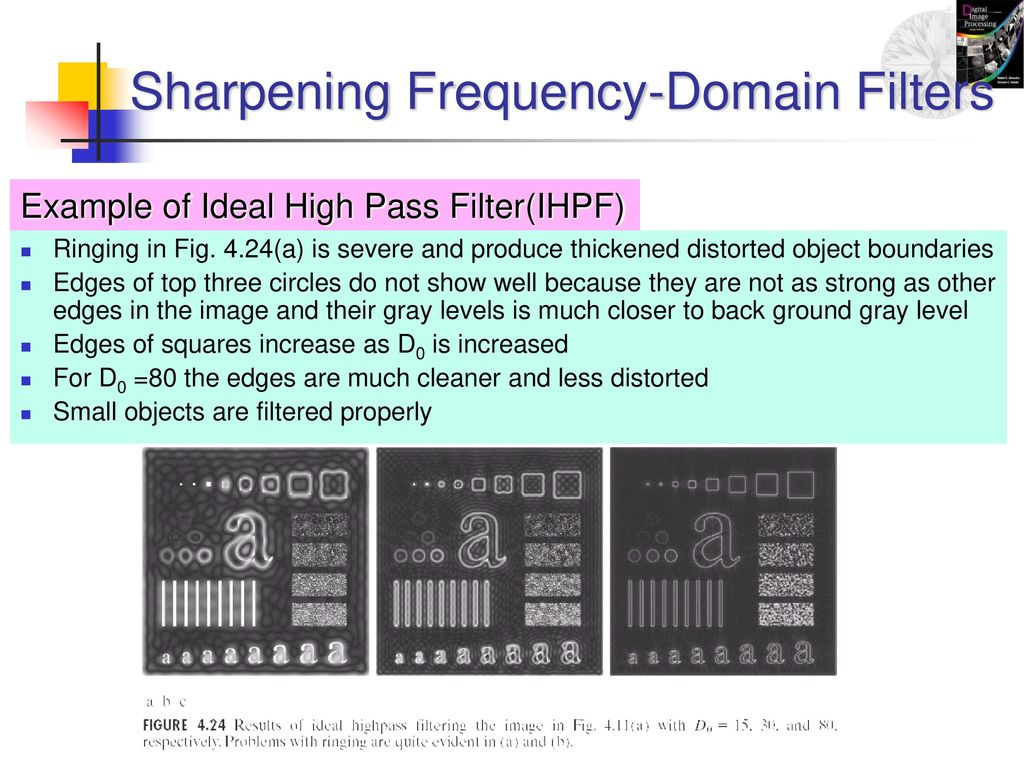 Digital
Image
Processing
Sharpening Frequency-Domain Filters
Example of Ideal High Pass Filter(IHPF)
Ringing in Fig. 4.24(a) is severe and produce thickened distorted object boundaries
Edges of top three circles do not show well because they are not as strong as other
edges in the image and their gray levels is much closer to back ground gray level
Edges of squares increase as D0 is increased
For D0 =80 the edges are much cleaner and less distorted
Small objects are filtered properly
a
a
a
a a a a a a a a
a a a a a a a a
a a a a a a a a
a b c
FIGURE 4.24 Results of ideal highpass filtering the image in Fig. 4.11(a) with D0 = 15, 30, and 80,
respectively. Problems with ringing are quite evident in (a) and (b).